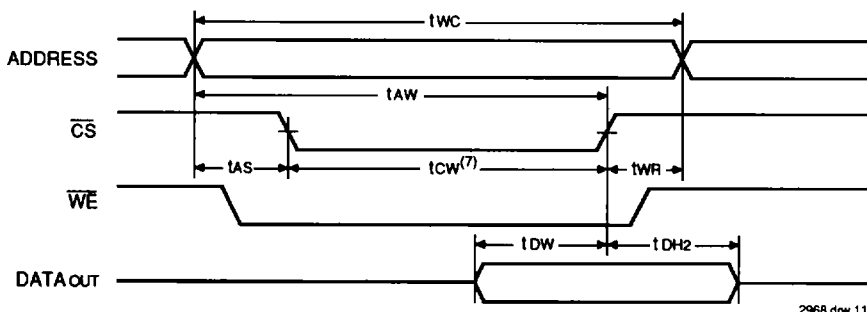 tWC
ADDRESS
tAW
CS
tAS tCW(7) tWR
WE
tDW tDH2
DATA OUT
2968 drw 11